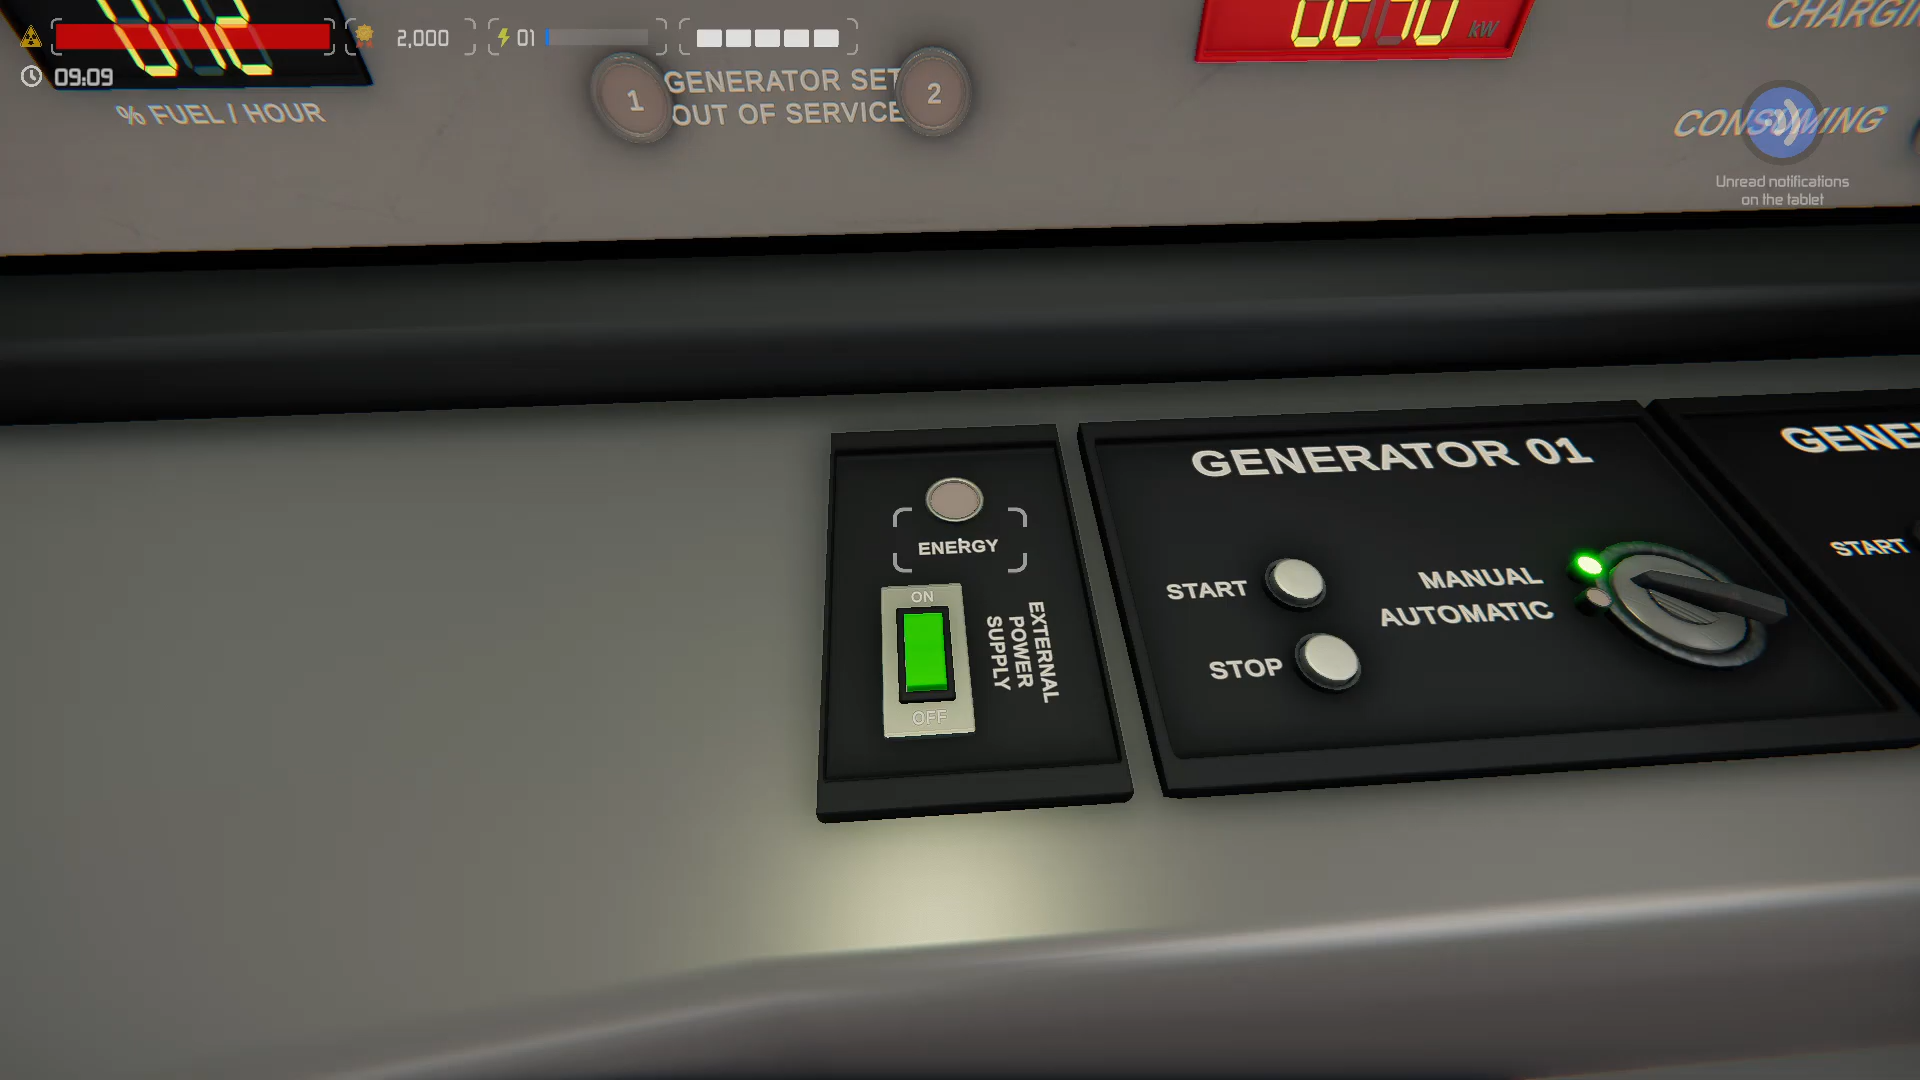 2,000
01
09:09
% FUEL / HOUR
1
GENERATOR SET
OUT OF SERVICE
2
kW
CONSUMING
Unread notifications
on the tablet
ENERGY
ON
OFF
EXTERNAL
POWER
SUPPLY
GENERATOR 01
START
STOP
MANUAL
AUTOMATIC
START